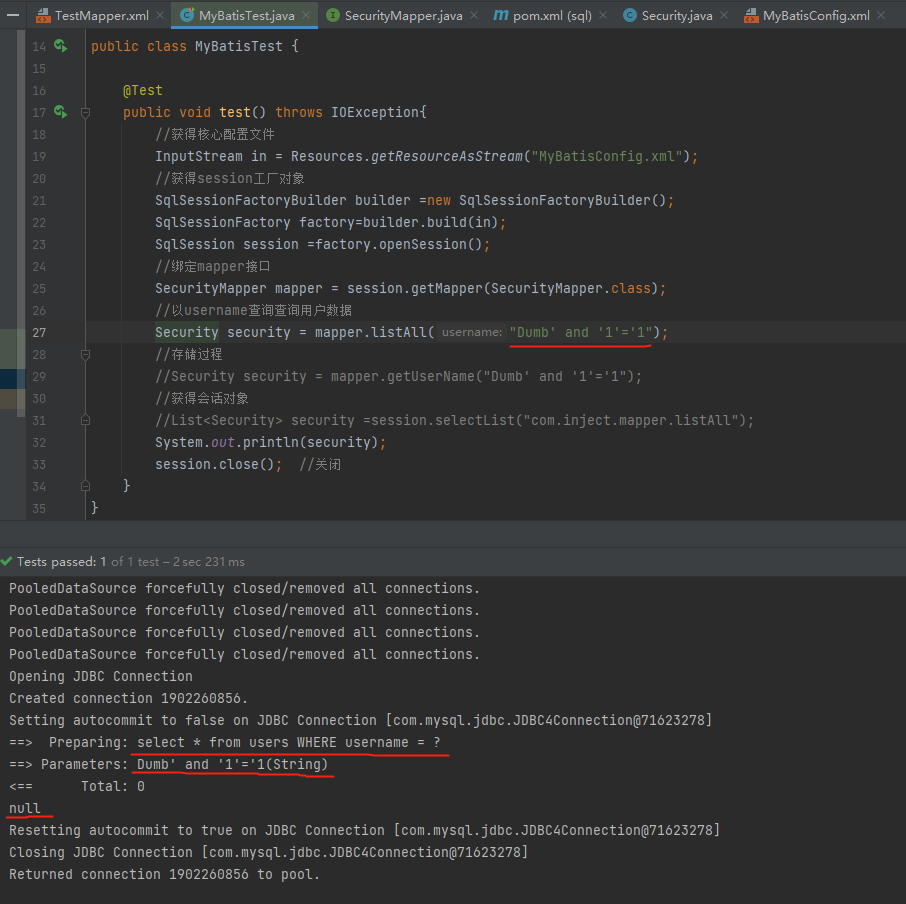 TestMapper.xml × MyBatisTest.java × SecurityMapper.java × pom.xml (sql) × Security.java × MyBatisConfig.xml ×
14 public class MyBatisTest {
15
16 @Test
17 public void test() throws IOException{
18 //获得核心配置文件
19 InputStream in = Resources.getResourceAsStream("MyBatisConfig.xml");
20 //获得session工厂对象
21 SqlSessionFactoryBuilder builder =new SqlSessionFactoryBuilder();
22 SqlSessionFactory factory=builder.build(in);
23 SqlSession session =factory.openSession();
24 //绑定mapper接口
25 SecurityMapper mapper = session.getMapper(SecurityMapper.class);
26 //以username查询查询用户数据
27 Security security = mapper.listAll( username: "Dumb' and '1'='1");
28 //存储过程
29 //Security security = mapper.getUserName("Dumb' and '1'='1");
30 //获得会话对象
31 //List<Security> security =session.selectList("com.inject.mapper.listAll");
32 System.out.println(security);
33 session.close(); //关闭
34 }
35 }
Tests passed: 1 of 1 test – 2 sec 231 ms
PooledDataSource forcefully closed/removed all connections.
PooledDataSource forcefully closed/removed all connections.
PooledDataSource forcefully closed/removed all connections.
PooledDataSource forcefully closed/removed all connections.
Opening JDBC Connection
Created connection 1902260856.
Setting autocommit to false on JDBC Connection [com.mysql.jdbc.JDBC4Connection@71623278]
==>  Preparing: select * from users WHERE username = ?
==> Parameters: Dumb' and '1'='1(String)
<==      Total: 0
null
Resetting autocommit to true on JDBC Connection [com.mysql.jdbc.JDBC4Connection@71623278]
Closing JDBC Connection [com.mysql.jdbc.JDBC4Connection@71623278]
Returned connection 1902260856 to pool.